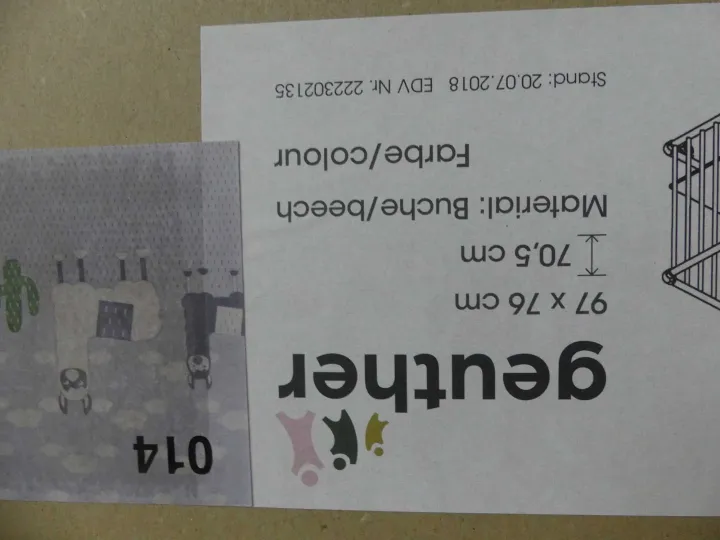 014
geuther
97 x 76 cm
70,5 cm
Material: Buche/beech
Farbe/colour
Stand: 20.07.2018 EDV Nr. 222302135